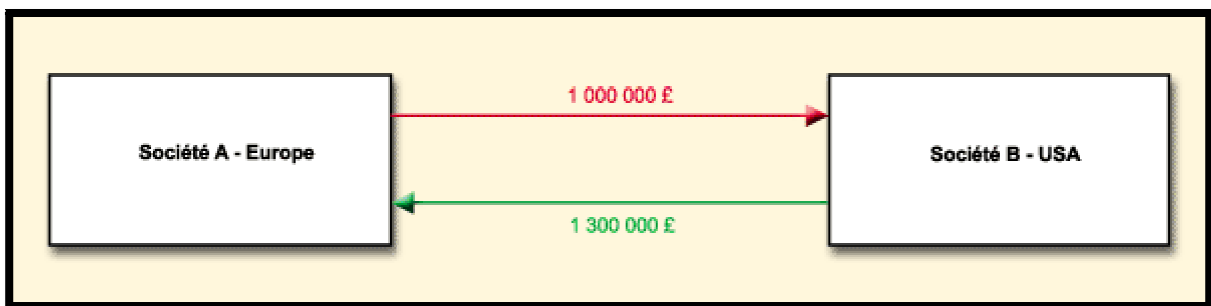 1 000 000 £
Société A - Europe
Société B - USA
1 300 000 £